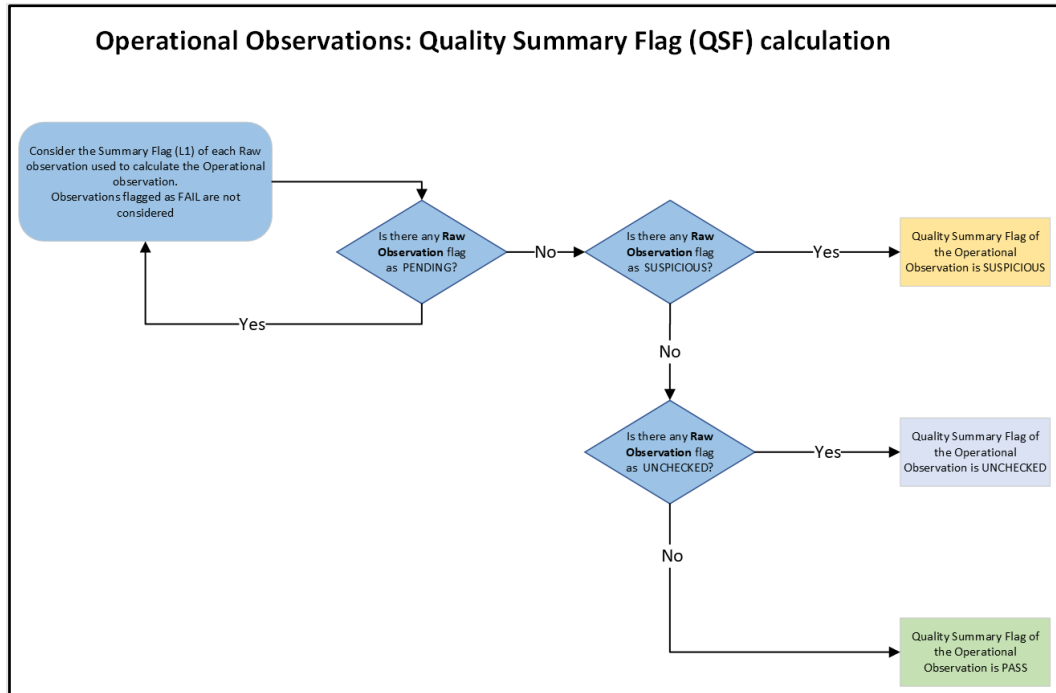 Operational Observations: Quality Summary Flag (QSF) calculation
Consider the Summary Flag (L1) of each Raw
observation used to calculate the Operational
observation.
Observations flagged as FAIL are not
considered
Is there any Raw
Observation flag
as PENDING?
No
Is there any Raw
Observation flag
as SUSPICIOUS?
Yes
Quality Summary Flag of
the Operational
Observation is SUSPICIOUS
Yes
No
Is there any Raw
Observation flag
as UNCHECKED?
Yes
Quality Summary Flag of
the Operational
Observation is UNCHECKED
No
Quality Summary Flag of
the Operational
Observation is PASS